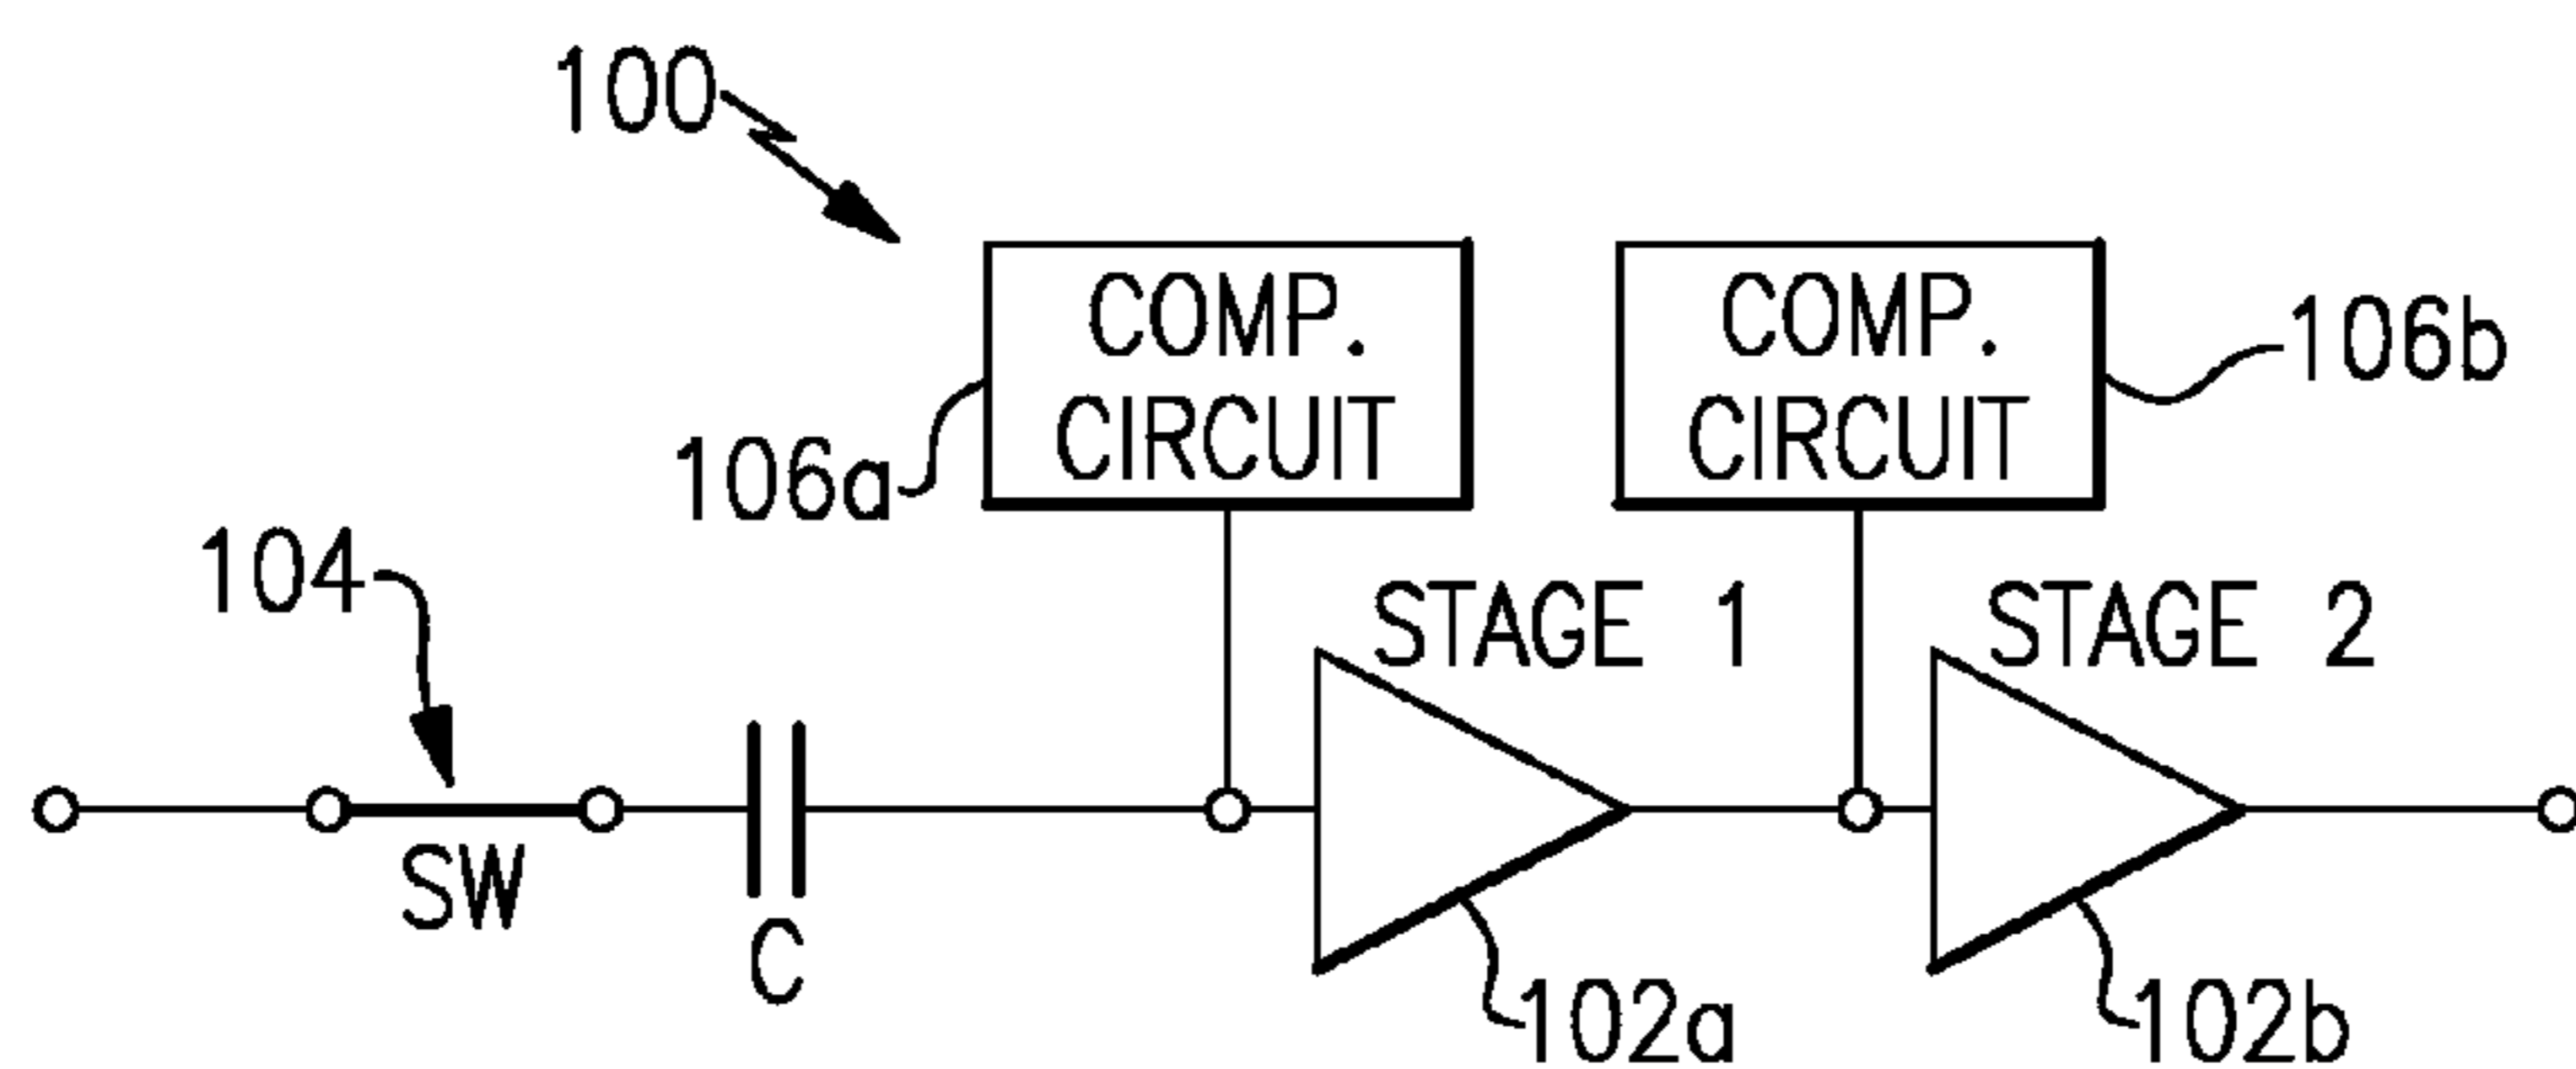 100
COMP.
CIRCUIT
COMP.
CIRCUIT
106b
106a
104
STAGE 1
STAGE 2
SW
C
102a
102b